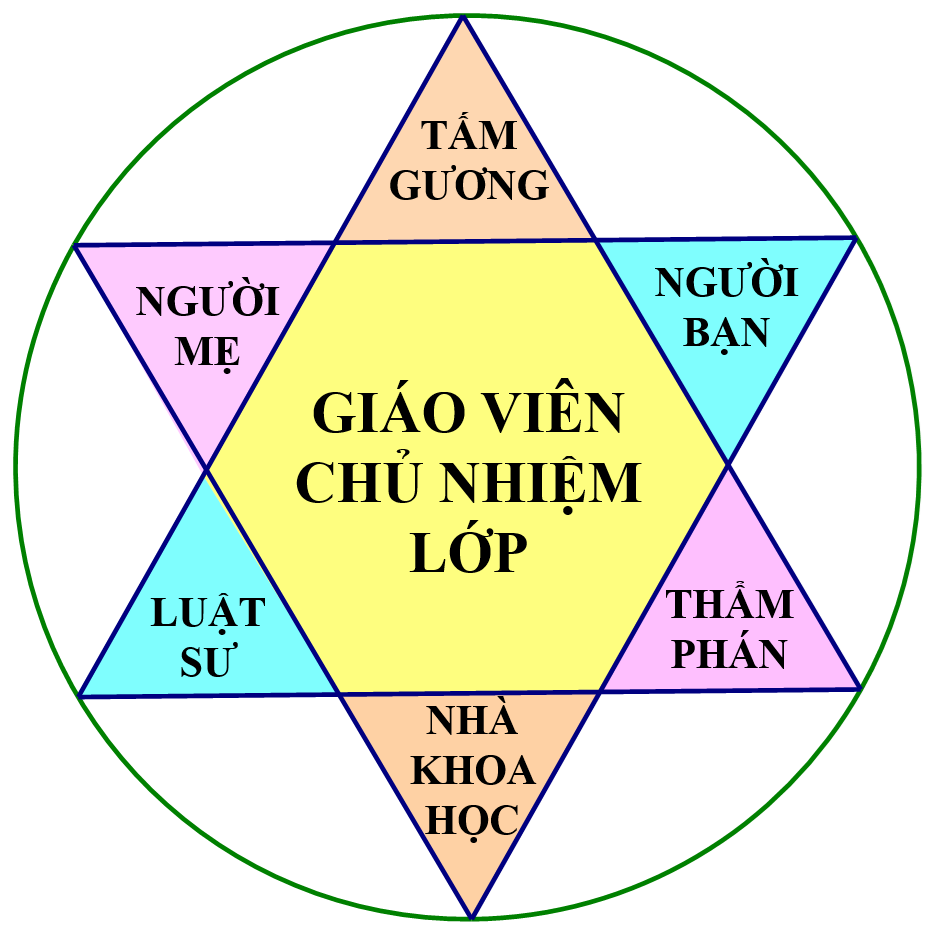 TẤM
GƯƠNG
NGƯỜI
MẸ
NGƯỜI
BẠN
GIÁO VIÊN
CHỦ NHIỆM
LỚP
LUẬT
SƯ
THẨM
PHÁN
NHÀ
KHOA
HỌC